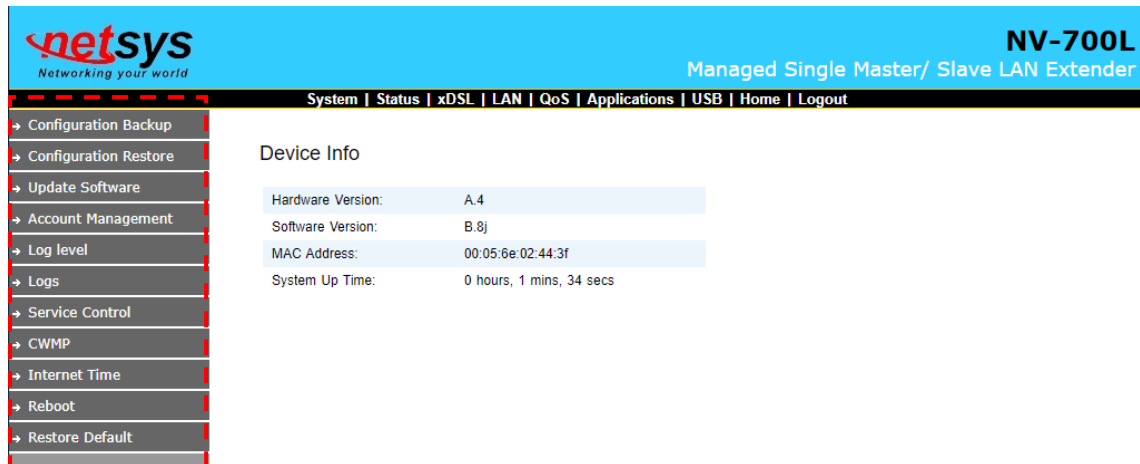 netsys
Networking your world
NV-700L
Managed Single Master/ Slave LAN Extender
System | Status | xDSL | LAN | QoS | Applications | USB | Home | Logout
Configuration Backup
Configuration Restore
Update Software
Account Management
Log level
Logs
Service Control
CWMP
Internet Time
Reboot
Restore Default
Device Info
Hardware Version: A.4
Software Version: B.8j
MAC Address: 00:05:6e:02:44:3f
System Up Time: 0 hours, 1 mins, 34 secs